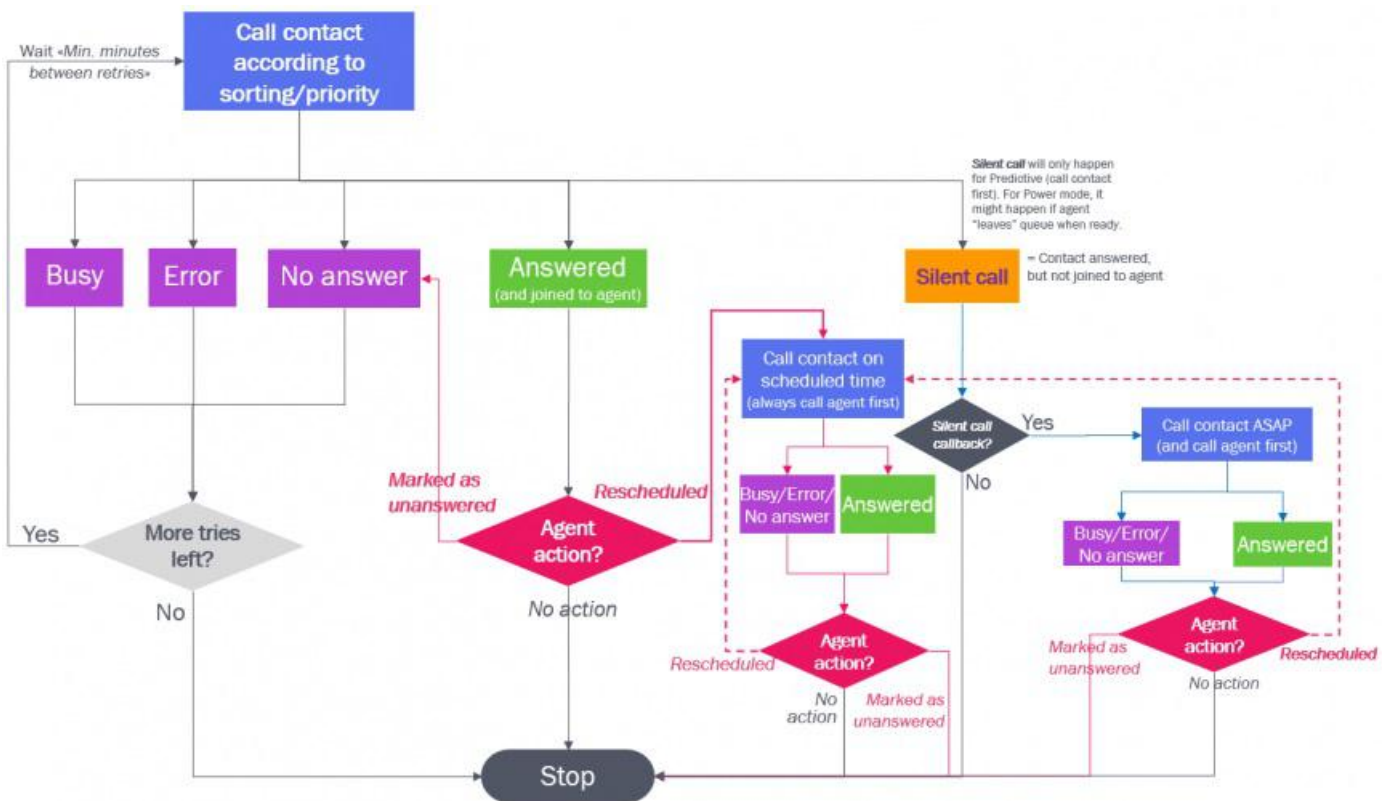 Wait «Min. minutes
between retries»
Call contact
according to
sorting/priority
Silent call will only happen
for Predictive (call contact
first). For Power mode, it
might happen if agent
"leaves" queue when ready.
Busy
Error
No answer
Answered
(and joined to agent)
Silent call
= Contact answered,
but not joined to agent
Call contact on
scheduled time
(always call agent first)
Silent call
callback?
Yes
No
Call contact ASAP
(and call agent first)
Marked as
unanswered
Rescheduled
Busy/Error/
No answer
Answered
Yes
More tries
left?
No
Agent
action?
No action
Busy/Error/
No answer
Answered
Agent
action?
Rescheduled
No
action
Marked as
unanswered
Agent
action?
Marked as
unanswered
Rescheduled
No action
Stop